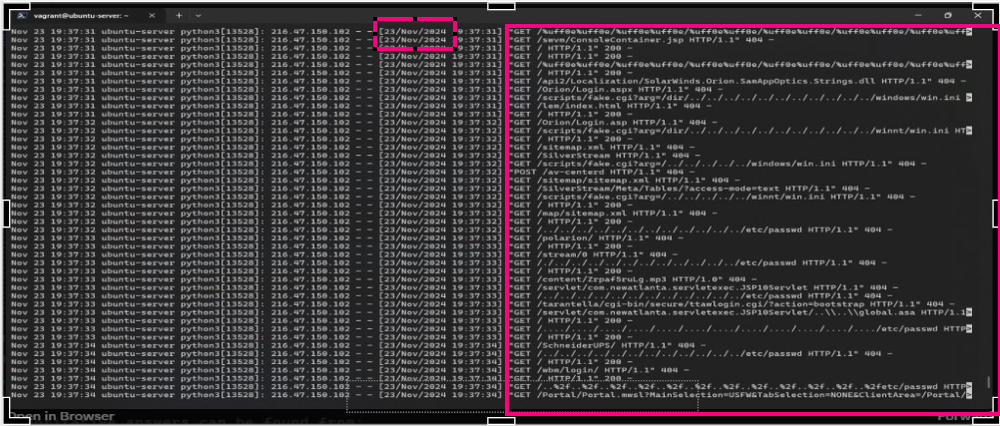 vagrant@ubuntu-server: ~
Nov 23 19:37:31 ubuntu-server python3[13528]: 216.47.150.102 - - [23/Nov/2024 19:37:31] "GET /%uff0e%uff0e/%uff0e%uff0e/%uff0e%uff0e/%uff0e%uff0e/%uff0e%uff0e/%uff0e%uff0e/%uff>
Nov 23 19:37:31 ubuntu-server python3[13528]: 216.47.150.102 - - [23/Nov/2024 19:37:31] "GET /swvm/ConsoleContainer.jsp HTTP/1.1" 404 -
Nov 23 19:37:31 ubuntu-server python3[13528]: 216.47.150.102 - - [23/Nov/2024 19:37:31] "GET / HTTP/1.1" 200 -
Nov 23 19:37:31 ubuntu-server python3[13528]: 216.47.150.102 - - [23/Nov/2024 19:37:31] "GET /%uff0e%uff0e/%uff0e%uff0e/%uff0e%uff0e/%uff0e%uff0e/%uff0e%uff0e/%uff0e%uff0e/%uff>
Nov 23 19:37:31 ubuntu-server python3[13528]: 216.47.150.102 - - [23/Nov/2024 19:37:31] "GET / HTTP/1.1" 200 -
Nov 23 19:37:31 ubuntu-server python3[13528]: 216.47.150.102 - - [23/Nov/2024 19:37:31] "GET /api2/Localization/SolarWinds.Orion.SamAppOptics.Strings.dll HTTP/1.1" 404 -
Nov 23 19:37:31 ubuntu-server python3[13528]: 216.47.150.102 - - [23/Nov/2024 19:37:31] "GET /Orion/Login.aspx HTTP/1.1" 404 -
Nov 23 19:37:31 ubuntu-server python3[13528]: 216.47.150.102 - - [23/Nov/2024 19:37:31] "GET /scripts/fake.cgi?arg=/dir/../../../../../../../../../../windows/win.ini >
Nov 23 19:37:31 ubuntu-server python3[13528]: 216.47.150.102 - - [23/Nov/2024 19:37:31] "GET /lem/index.html HTTP/1.1" 404 -
Nov 23 19:37:31 ubuntu-server python3[13528]: 216.47.150.102 - - [23/Nov/2024 19:37:31] "GET / HTTP/1.1" 200 -
Nov 23 19:37:32 ubuntu-server python3[13528]: 216.47.150.102 - - [23/Nov/2024 19:37:32] "GET /Orion/Login.asp HTTP/1.1" 404 -
Nov 23 19:37:32 ubuntu-server python3[13528]: 216.47.150.102 - - [23/Nov/2024 19:37:32] "GET /scripts/fake.cgi?arg=/dir/../../../../../../../../../../winnt/win.ini HT>
Nov 23 19:37:32 ubuntu-server python3[13528]: 216.47.150.102 - - [23/Nov/2024 19:37:32] "GET / HTTP/1.1" 200 -
Nov 23 19:37:32 ubuntu-server python3[13528]: 216.47.150.102 - - [23/Nov/2024 19:37:32] "GET /sitemap.xml HTTP/1.1" 404 -
Nov 23 19:37:32 ubuntu-server python3[13528]: 216.47.150.102 - - [23/Nov/2024 19:37:32] "GET /SilverStream HTTP/1.1" 404 -
Nov 23 19:37:32 ubuntu-server python3[13528]: 216.47.150.102 - - [23/Nov/2024 19:37:32] "GET /scripts/fake.cgi?arg=/../../../../../windows/win.ini HTTP/1.1" 404 -
Nov 23 19:37:32 ubuntu-server python3[13528]: 216.47.150.102 - - [23/Nov/2024 19:37:32] "POST /av-centerd HTTP/1.1" 404 -
Nov 23 19:37:32 ubuntu-server python3[13528]: 216.47.150.102 - - [23/Nov/2024 19:37:32] "GET /sitemap/sitemap.xml HTTP/1.1" 404 -
Nov 23 19:37:32 ubuntu-server python3[13528]: 216.47.150.102 - - [23/Nov/2024 19:37:32] "GET /SilverStream/Meta/Tables/?access-mode=text HTTP/1.1" 404 -
Nov 23 19:37:32 ubuntu-server python3[13528]: 216.47.150.102 - - [23/Nov/2024 19:37:32] "GET /scripts/fake.cgi?arg=/../../../../../winnt/win.ini HTTP/1.1" 404 -
Nov 23 19:37:32 ubuntu-server python3[13528]: 216.47.150.102 - - [23/Nov/2024 19:37:32] "GET / HTTP/1.1" 200 -
Nov 23 19:37:32 ubuntu-server python3[13528]: 216.47.150.102 - - [23/Nov/2024 19:37:32] "GET /map/sitemap.xml HTTP/1.1" 404 -
Nov 23 19:37:32 ubuntu-server python3[13528]: 216.47.150.102 - - [23/Nov/2024 19:37:32] "GET / HTTP/1.1" 200 -
Nov 23 19:37:32 ubuntu-server python3[13528]: 216.47.150.102 - - [23/Nov/2024 19:37:32] "GET /../../../../../../../../../../etc/passwd HTTP/1.1" 404 -
Nov 23 19:37:33 ubuntu-server python3[13528]: 216.47.150.102 - - [23/Nov/2024 19:37:33] "GET /polarion/ HTTP/1.1" 404 -
Nov 23 19:37:33 ubuntu-server python3[13528]: 216.47.150.102 - - [23/Nov/2024 19:37:33] "GET / HTTP/1.1" 200 -
Nov 23 19:37:33 ubuntu-server python3[13528]: 216.47.150.102 - - [23/Nov/2024 19:37:33] "GET /stream/0 HTTP/1.1" 404 -
Nov 23 19:37:33 ubuntu-server python3[13528]: 216.47.150.102 - - [23/Nov/2024 19:37:33] "GET /../../../../../../../../../../etc/passwd HTTP/1.1" 404 -
Nov 23 19:37:33 ubuntu-server python3[13528]: 216.47.150.102 - - [23/Nov/2024 19:37:33] "GET / HTTP/1.1" 200 -
Nov 23 19:37:33 ubuntu-server python3[13528]: 216.47.150.102 - - [23/Nov/2024 19:37:33] "GET /content/Zrpaf5ruLg.mp3 HTTP/1.0" 404 -
Nov 23 19:37:33 ubuntu-server python3[13528]: 216.47.150.102 - - [23/Nov/2024 19:37:33] "GET /servlet/com.newatlanta.servletexec.JSP10Servlet HTTP/1.1" 404 -
Nov 23 19:37:33 ubuntu-server python3[13528]: 216.47.150.102 - - [23/Nov/2024 19:37:33] "GET /../../../../../../../../../../etc/passwd HTTP/1.1" 404 -
Nov 23 19:37:33 ubuntu-server python3[13528]: 216.47.150.102 - - [23/Nov/2024 19:37:33] "GET /tarantella/cgi-bin/secure/ttawlogin.cgi/?action=bootstrap HTTP/1.1" 404 -
Nov 23 19:37:33 ubuntu-server python3[13528]: 216.47.150.102 - - [23/Nov/2024 19:37:33] "GET /servlet/com.newatlanta.servletexec.JSP10Servlet/..\\..\\global.asa HTTP/1.1>
Nov 23 19:37:33 ubuntu-server python3[13528]: 216.47.150.102 - - [23/Nov/2024 19:37:33] "GET / HTTP/1.1" 200 -
Nov 23 19:37:33 ubuntu-server python3[13528]: 216.47.150.102 - - [23/Nov/2024 19:37:33] "GET /..../..../..../..../..../..../..../..../..../..../etc/passwd HTTP>
Nov 23 19:37:33 ubuntu-server python3[13528]: 216.47.150.102 - - [23/Nov/2024 19:37:33] "GET / HTTP/1.1" 200 -
Nov 23 19:37:34 ubuntu-server python3[13528]: 216.47.150.102 - - [23/Nov/2024 19:37:34] "GET /SchneiderUPS/ HTTP/1.1" 404 -
Nov 23 19:37:34 ubuntu-server python3[13528]: 216.47.150.102 - - [23/Nov/2024 19:37:34] "GET /../../../../../../../../../../etc/passwd HTTP/1.1" 404 -
Nov 23 19:37:34 ubuntu-server python3[13528]: 216.47.150.102 - - [23/Nov/2024 19:37:34] "GET / HTTP/1.1" 200 -
Nov 23 19:37:34 ubuntu-server python3[13528]: 216.47.150.102 - - [23/Nov/2024 19:37:34] "GET /wbm/login/ HTTP/1.1" 404 -
Nov 23 19:37:34 ubuntu-server python3[13528]: 216.47.150.102 - - [23/Nov/2024 19:37:34] "GET / HTTP/1.1" 200 -
Nov 23 19:37:34 ubuntu-server python3[13528]: 216.47.150.102 - - [23/Nov/2024 19:37:34] "GET /..%2f..%2f..%2f..%2f..%2f..%2f..%2f..%2f..%2f..%2fetc/passwd HTTP>
Nov 23 19:37:34 ubuntu-server python3[13528]: 216.47.150.102 - - [23/Nov/2024 19:37:34] "GET /Portal/Portal.mwsl?MainSelection=USFW&TabSelection=NONE&ClientArea=/Portal/>
Open in Browser